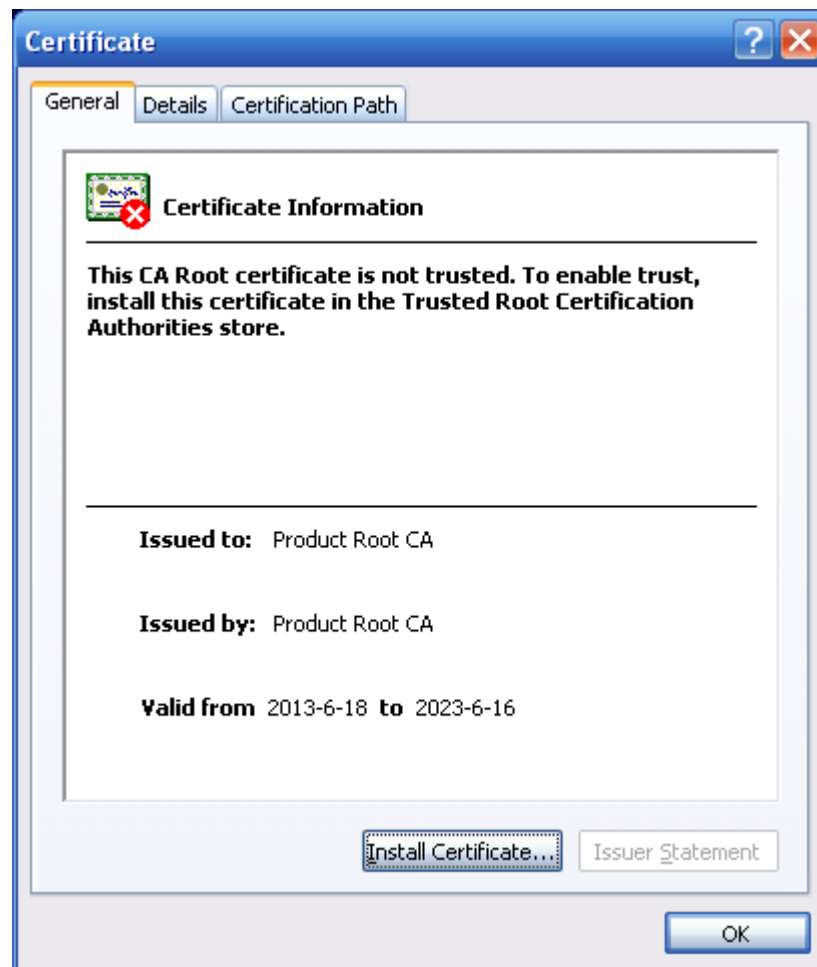 Certificate
General Details Certification Path
Certificate Information
This CA Root certificate is not trusted. To enable trust,
install this certificate in the Trusted Root Certification
Authorities store.
Issued to: Product Root CA
Issued by: Product Root CA
Valid from 2013-6-18 to 2023-6-16
Install Certificate... Issuer Statement
OK